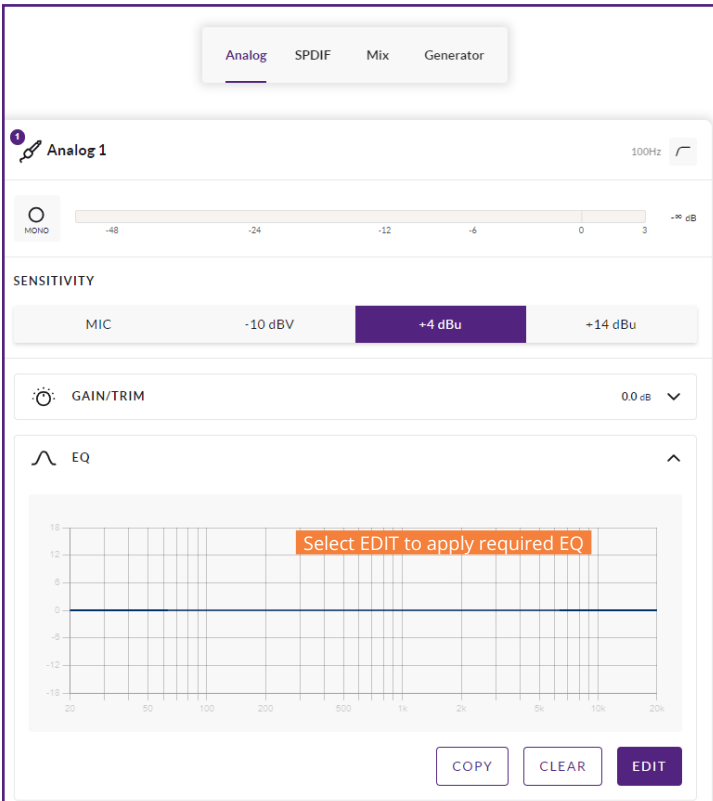 Analog SPDIF Mix Generator
1
Analog 1 100Hz
MONO
-48 -24 -12 -6 0 3 -∞ dB
SENSITIVITY
MIC -10 dBV +4 dBu +14 dBu
GAIN/TRIM 0.0 dB
EQ
18
Select EDIT to apply required EQ
12
6
0
-6
-12
-18
20 50 100 200 500 1k 2k 5k 10k 20k
COPY CLEAR EDIT